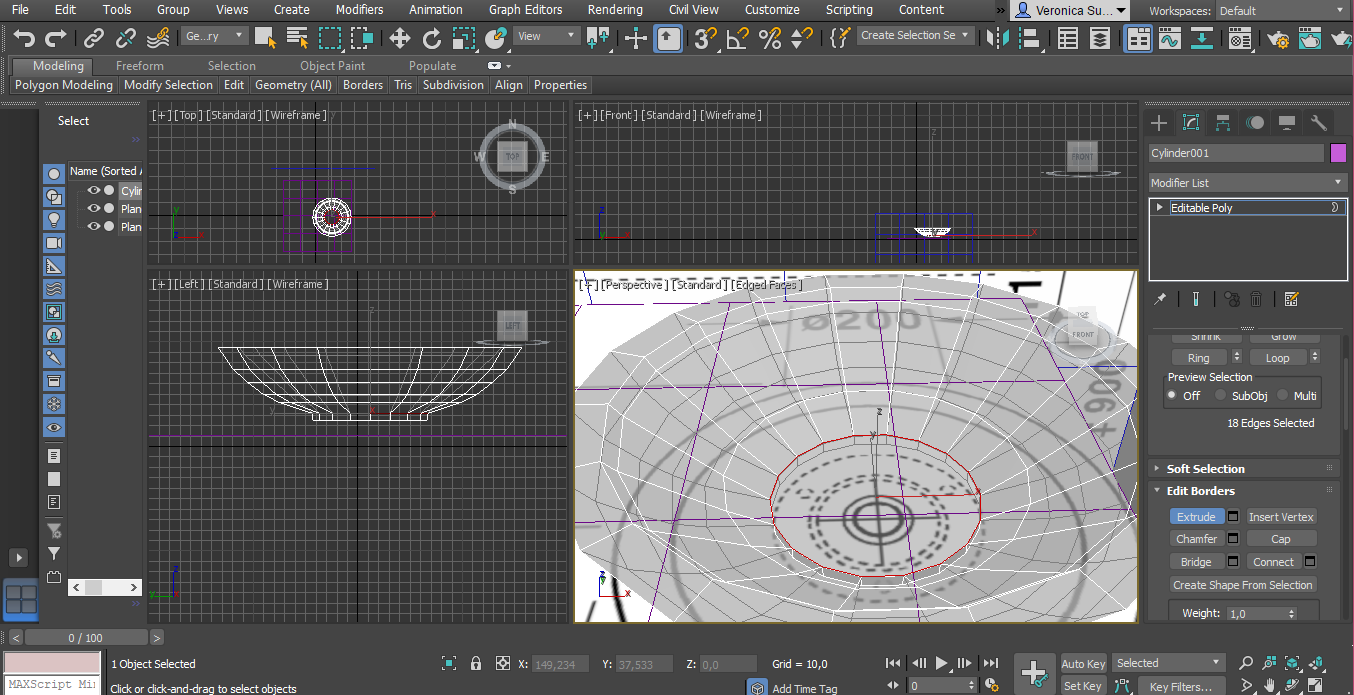 File Edit Tools Group Views Create Modifiers Animation Graph Editors Rendering Civil View Customize Scripting Content » Veronica Su... Workspaces: Default
Ge...ry View 3 Create Selection Se
Modeling Freeform Selection Object Paint Populate
Polygon Modeling Modify Selection Edit Geometry (All) Borders Tris Subdivision Align Properties
Select
Name (Sorted A
Cylin
Plan
Plan
[+] [Top] [Standard] [Wireframe]
N
W TOP E
S
y
x
z x
[+] [Front] [Standard] [Wireframe]
FRONT
z
z
y x
x
[+] [Left] [Standard] [Wireframe]
LEFT
z
y x
z
y
[+] [Perspective] [Standard] [Edged Faces]
TOP
FRONT
ø200
z
y
x
z
y
x
Cylinder001
Modifier List
Editable Poly
Shrink Grow
Ring Loop
Preview Selection
Off SubObj Multi
18 Edges Selected
Soft Selection
Edit Borders
Extrude Insert Vertex
Chamfer Cap
Bridge Connect
Create Shape From Selection
Weight: 1,0
< 0 / 100 >
1 Object Selected X: 149,234 Y: 37,533 Z: 0,0 Grid = 10,0 Auto Key Selected
MAXScript Mi Click or click-and-drag to select objects Add Time Tag 0 Set Key Key Filters...